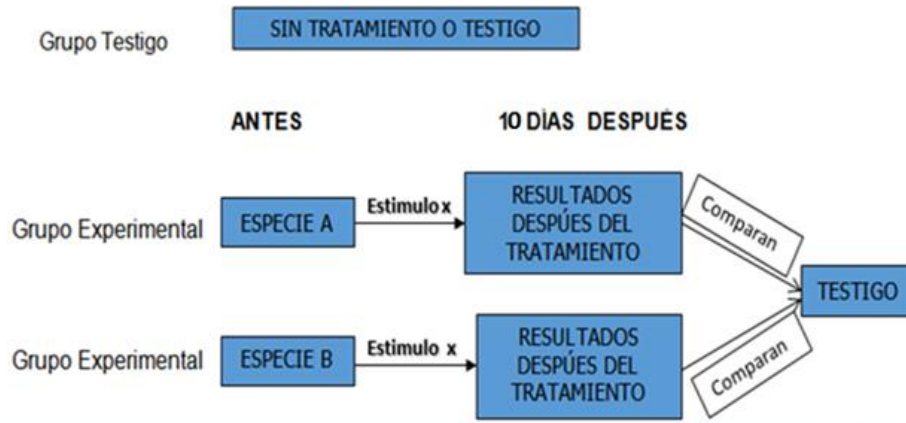 Grupo Testigo
SIN TRATAMIENTO O TESTIGO
ANTES
10 DÍAS DESPUÉS
Grupo Experimental
ESPECIE A
Estimulo x
RESULTADOS
DESPÚES DEL
TRATAMIENTO
Comparan
TESTIGO
Grupo Experimental
ESPECIE B
Estimulo x
RESULTADOS
DESPÚES DEL
TRATAMIENTO
Comparan